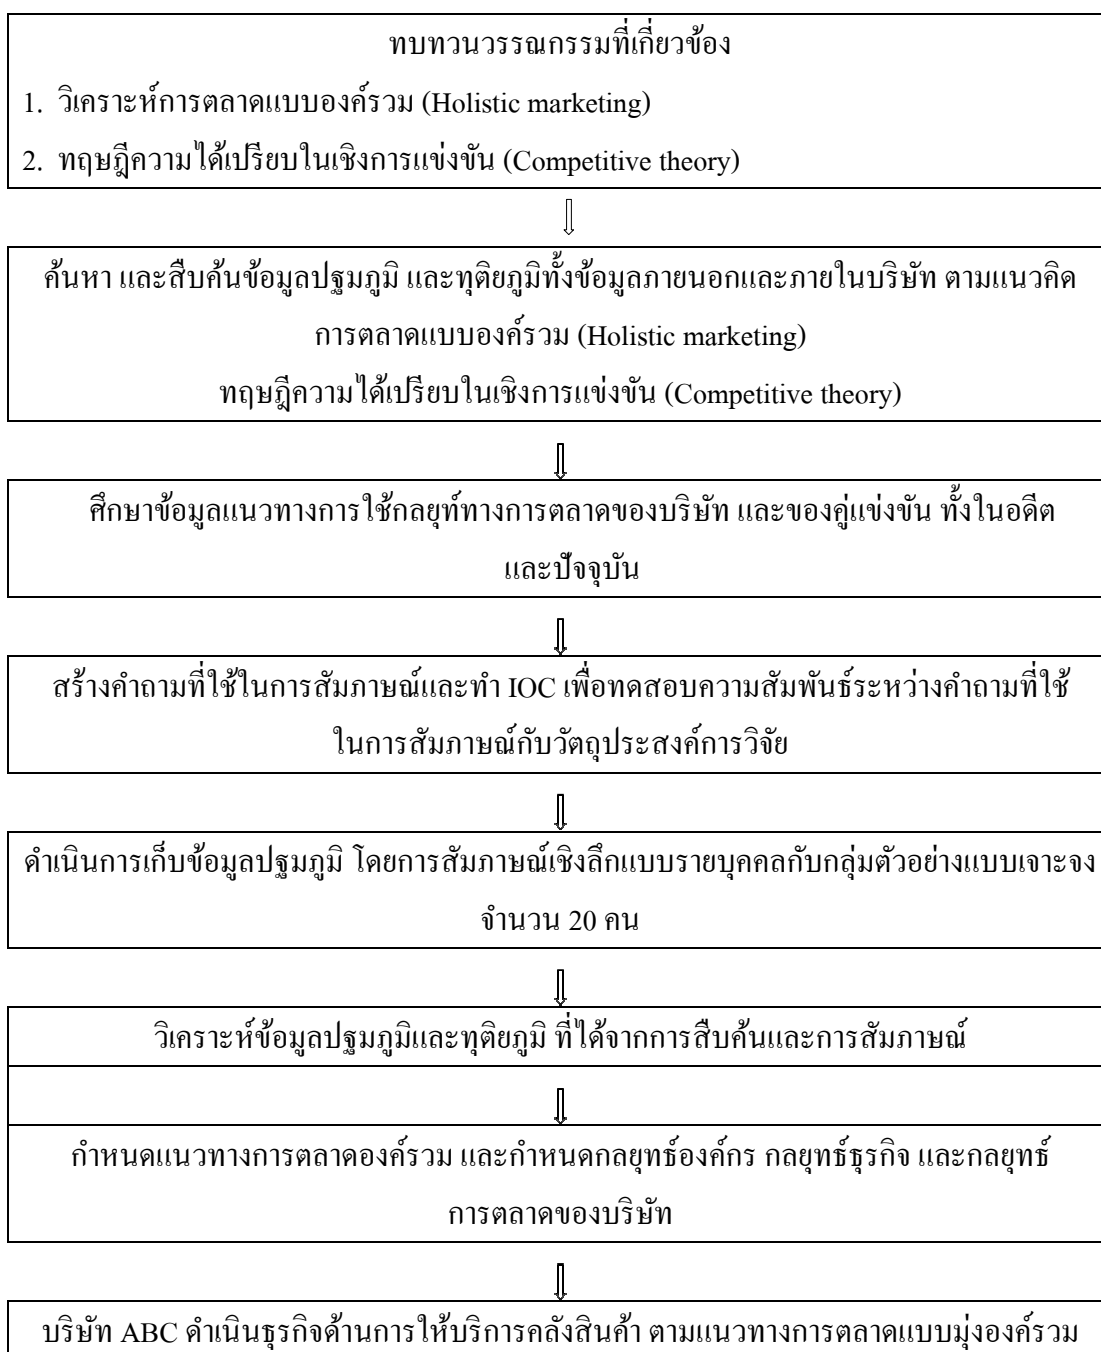 ทบทวนวรรณกรรมที่เกี่ยวข้อง
1. วิเคราะห์การตลาดแบบองค์รวม (Holistic marketing)
2. ทฤษฎีความได้เปรียบในเชิงการแข่งขัน (Competitive theory)
ค้นหา และสืบค้นข้อมูลปฐมภูมิ และทุติยภูมิทั้งข้อมูลภายนอกและภายในบริษัท ตามแนวคิด
การตลาดแบบองค์รวม (Holistic marketing)
ทฤษฎีความได้เปรียบในเชิงการแข่งขัน (Competitive theory)
ศึกษาข้อมูลแนวทางการใช้กลยุท์ทางการตลาดของบริษัท และของคู่แข่งขัน ทั้งในอดีต
และปัจจุบัน
สร้างคำถามที่ใช้ในการสัมภาษณ์และทำ IOC เพื่อทดสอบความสัมพันธ์ระหว่างคำถามที่ใช้
ในการสัมภาษณ์กับวัตถุประสงค์การวิจัย
ดำเนินการเก็บข้อมูลปฐมภูมิ โดยการสัมภาษณ์เชิงลึกแบบรายบุคคลกับกลุ่มตัวอย่างแบบเจาะจง
จำนวน 20 คน
วิเคราะห์ข้อมูลปฐมภูมิและทุติยภูมิ ที่ได้จากการสืบค้นและการสัมภาษณ์
กำหนดแนวทางการตลาดองค์รวม และกำหนดกลยุทธ์องค์กร กลยุทธ์ธุรกิจ และกลยุทธ์
การตลาดของบริษัท
บริษัท ABC ดำเนินธุรกิจด้านการให้บริการคลังสินค้า ตามแนวทางการตลาดแบบมุ่งองค์รวม